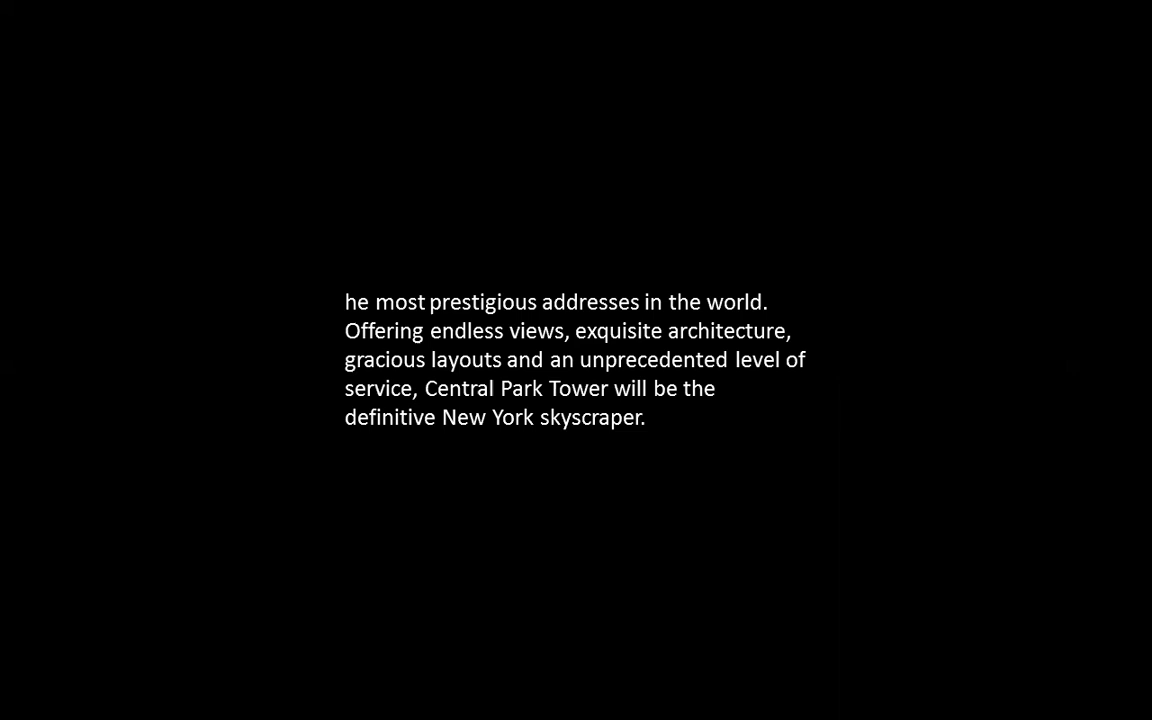 he most prestigious addresses in the world.
Offering endless views, exquisite architecture,
gracious layouts and an unprecedented level of
service, Central Park Tower will be the
definitive New York skyscraper.